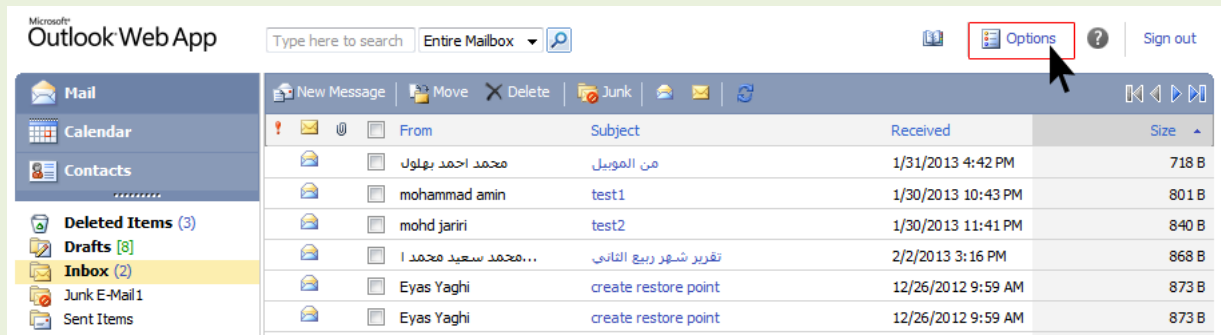 Microsoft®
Outlook Web App
Type here to search Entire Mailbox Options ? Sign out
Mail New Message Move Delete Junk
Calendar From Subject Received Size
Contacts محمد احمد بهلول من الموبيل 1/31/2013 4:42 PM 718 B
mohammad amin test1 1/30/2013 10:43 PM 801 B
Deleted Items (3) mohd jariri test2 1/30/2013 11:41 PM 840 B
Drafts [8]
Inbox (2) محمد سعيد محمد ا... تقرير شهر ربيع الثاني 2/2/2013 3:16 PM 868 B
Junk E-Mail1 Eyas Yaghi create restore point 12/26/2012 9:59 AM 873 B
Sent Items Eyas Yaghi create restore point 12/26/2012 9:59 AM 873 B